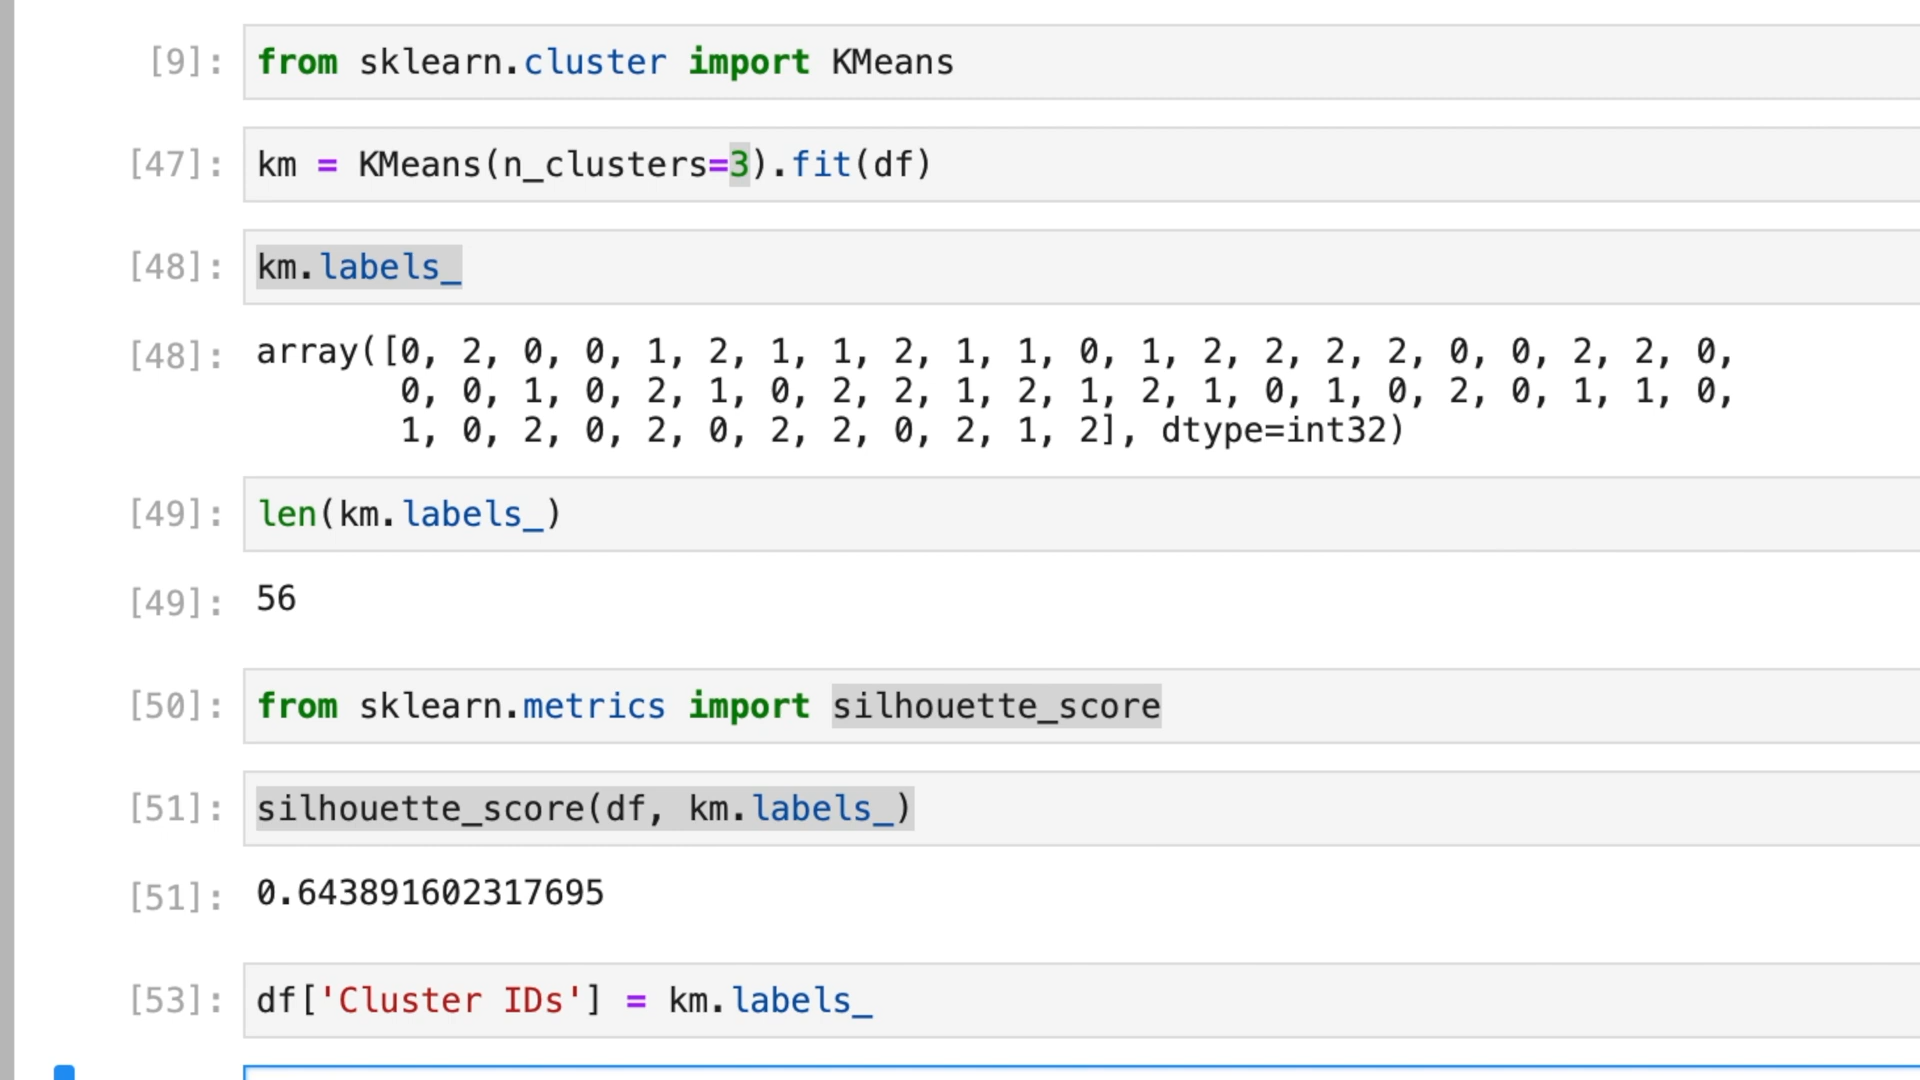 [9]: from sklearn.cluster import KMeans
[47]: km = KMeans(n_clusters=3).fit(df)
[48]: km.labels_
[48]: array([0, 2, 0, 0, 1, 2, 1, 1, 2, 1, 1, 0, 1, 2, 2, 2, 2, 0, 0, 2, 2, 0,
0, 0, 1, 0, 2, 1, 0, 2, 2, 1, 2, 1, 2, 1, 0, 1, 0, 2, 0, 1, 1, 0,
1, 0, 2, 0, 2, 0, 2, 2, 0, 2, 1, 2], dtype=int32)
[49]: len(km.labels_)
[49]: 56
[50]: from sklearn.metrics import silhouette_score
[51]: silhouette_score(df, km.labels_)
[51]: 0.643891602317695
[53]: df['Cluster IDs'] = km.labels_